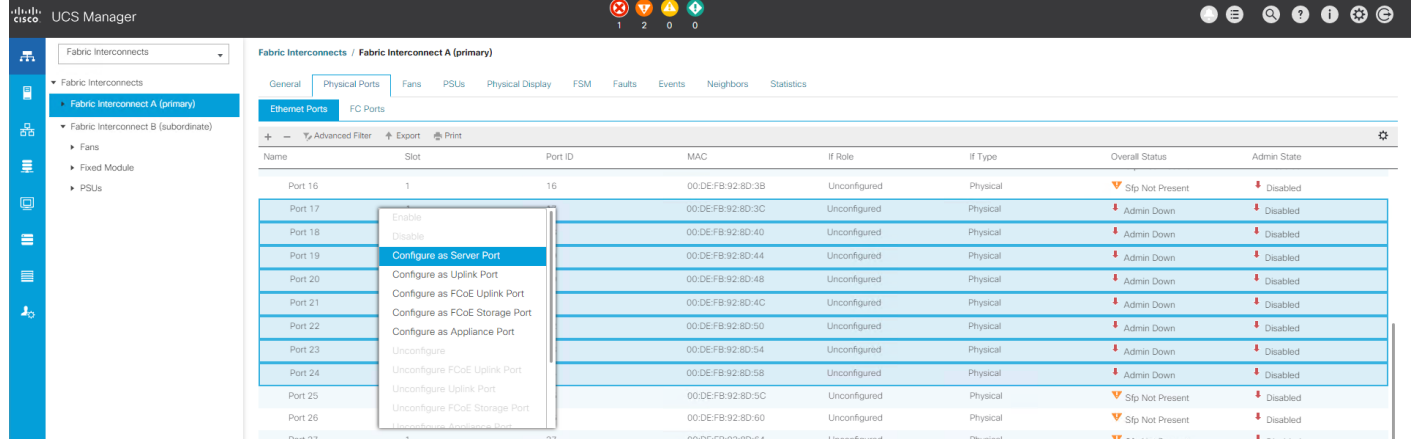 CISCO UCS Manager
1 2 0 0
Fabric Interconnects
Fabric Interconnects / Fabric Interconnect A (primary)
Fabric Interconnects
Fabric Interconnect A (primary)
Fabric Interconnect B (subordinate)
Fans
Fixed Module
PSUs
General Physical Ports Fans PSUs Physical Display FSM Faults Events Neighbors Statistics
Ethernet Ports FC Ports
+ − Advanced Filter Export Print
Name Slot Port ID MAC If Role If Type Overall Status Admin State
Port 16 1 16 00:DE:FB:92:8D:3B Unconfigured Physical Sfp Not Present Disabled
Port 17 00:DE:FB:92:8D:3C Unconfigured Physical Admin Down Disabled
Port 18 00:DE:FB:92:8D:40 Unconfigured Physical Admin Down Disabled
Port 19 00:DE:FB:92:8D:44 Unconfigured Physical Admin Down Disabled
Port 20 00:DE:FB:92:8D:48 Unconfigured Physical Admin Down Disabled
Port 21 00:DE:FB:92:8D:4C Unconfigured Physical Admin Down Disabled
Port 22 00:DE:FB:92:8D:50 Unconfigured Physical Admin Down Disabled
Port 23 00:DE:FB:92:8D:54 Unconfigured Physical Admin Down Disabled
Port 24 00:DE:FB:92:8D:58 Unconfigured Physical Admin Down Disabled
Port 25 00:DE:FB:92:8D:5C Unconfigured Physical Sfp Not Present Disabled
Port 26 00:DE:FB:92:8D:60 Unconfigured Physical Sfp Not Present Disabled
Enable
Disable
Configure as Server Port
Configure as Uplink Port
Configure as FCoE Uplink Port
Configure as FCoE Storage Port
Configure as Appliance Port
Unconfigure
Unconfigure FCoE Uplink Port
Unconfigure Uplink Port
Unconfigure FCoE Storage Port
Unconfigure Appliance Port